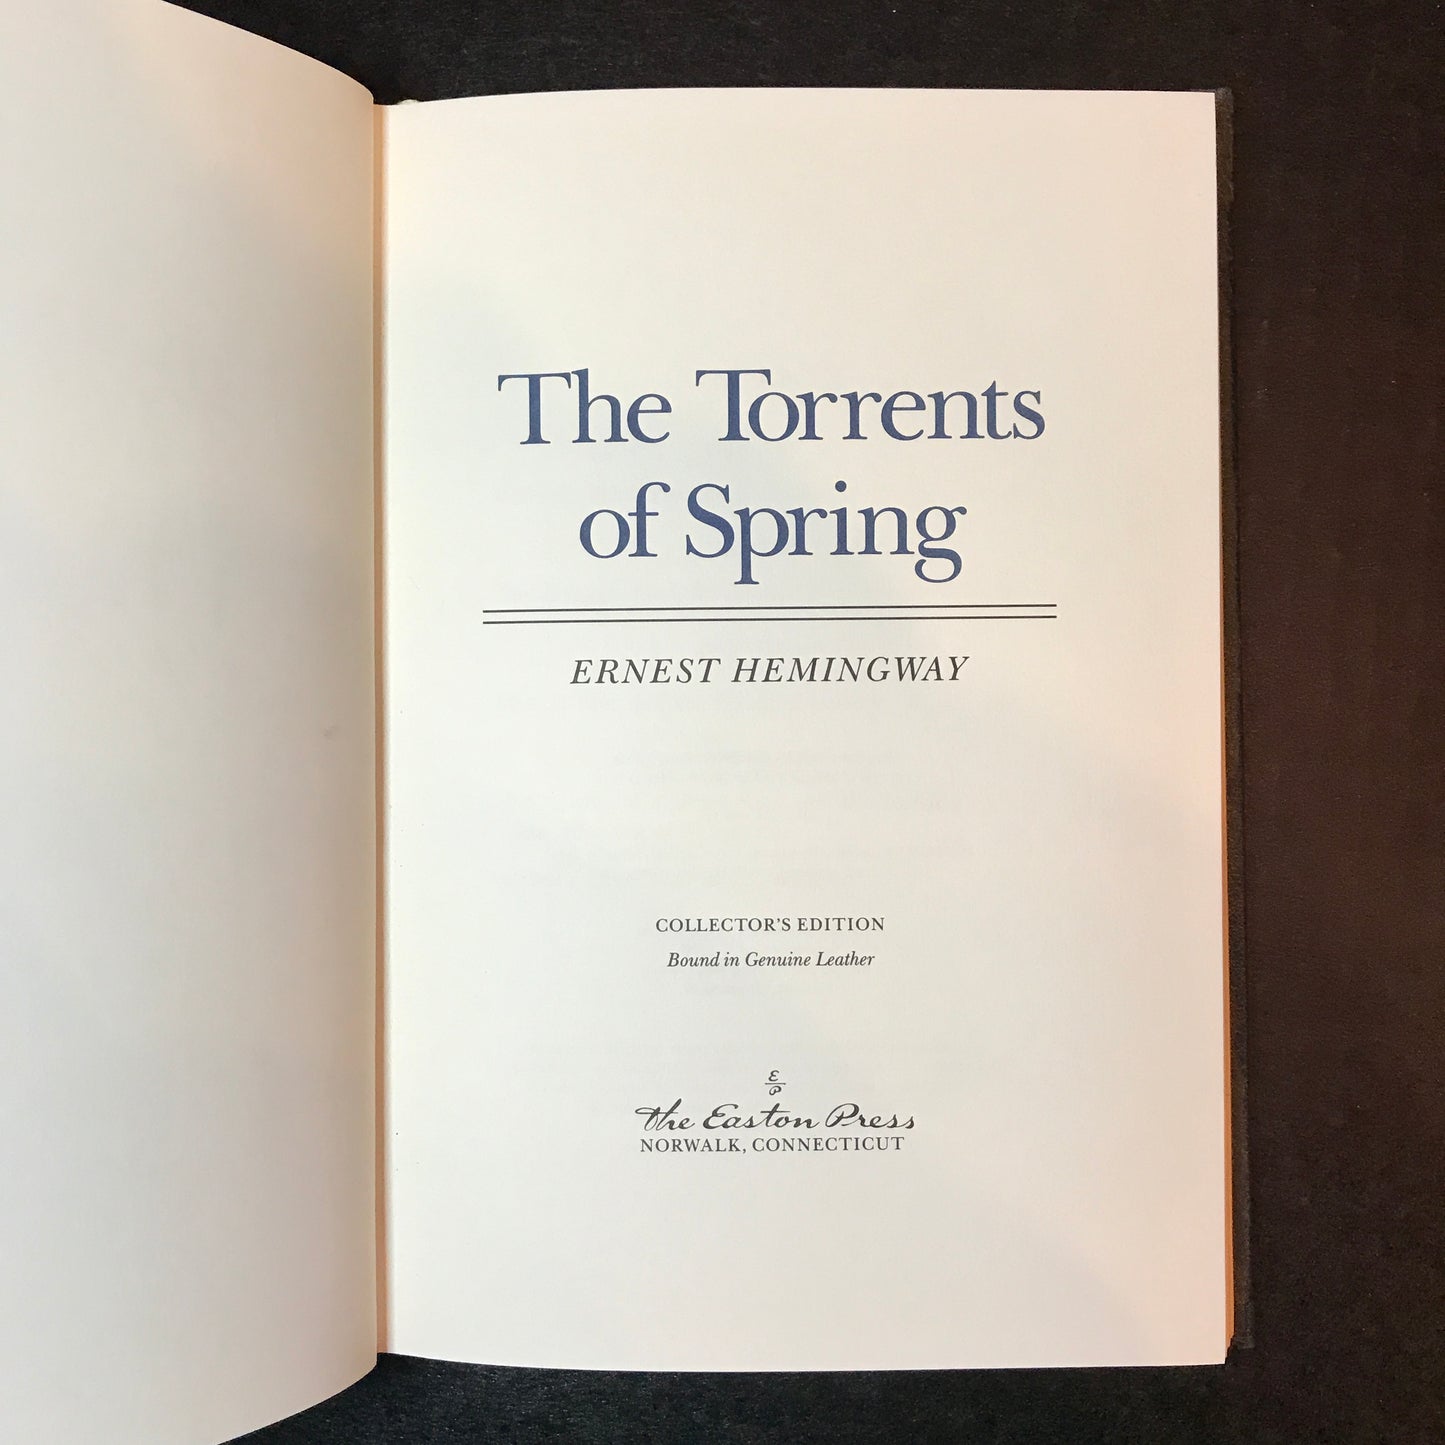 The Torrents
of Spring
ERNEST HEMINGWAY
COLLECTOR'S EDITION
Bound in Genuine Leather
E
P
The Easton Press
NORWALK, CONNECTICUT